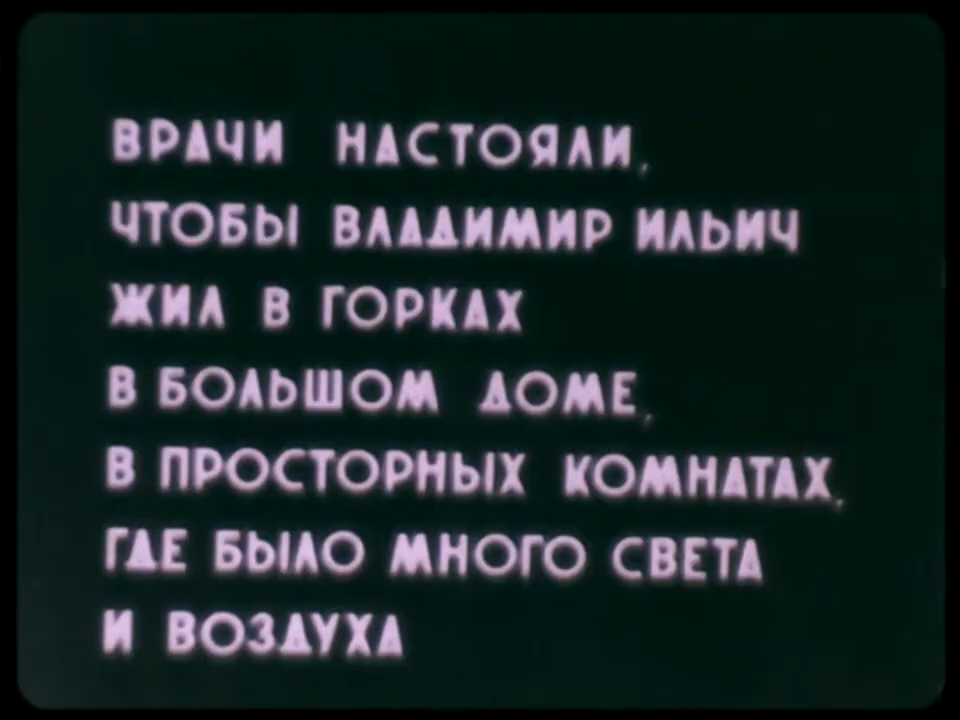 ВРАЧИ НАСТОЯЛИ,
ЧТОБЫ ВЛАДИМИР ИЛЬИЧ
ЖИЛ В ГОРКАХ
В БОЛЬШОМ ДОМЕ,
В ПРОСТОРНЫХ КОМНАТАХ,
ГДЕ БЫЛО МНОГО СВЕТА
И ВОЗДУХА